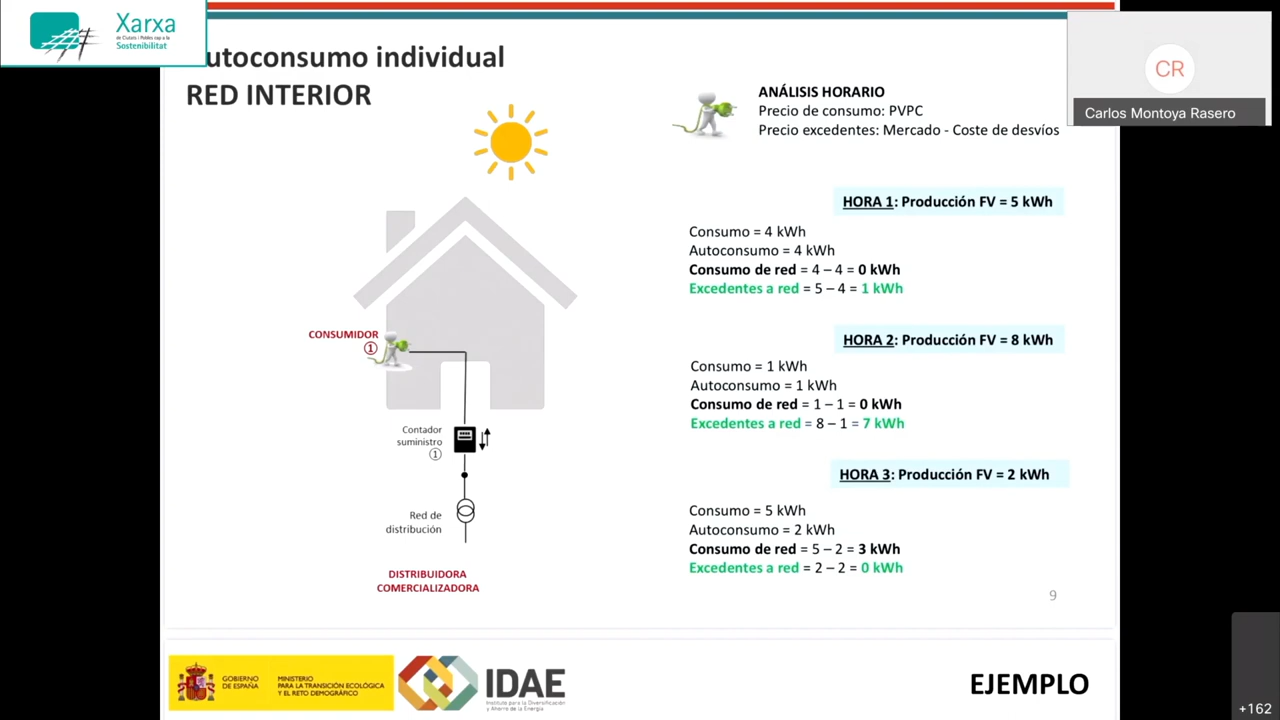 Xarxa
de Ciutats i Pobles cap a la
Sostenibilitat
utoconsumo individual
RED INTERIOR
CR
Carlos Montoya Rasero
ANÁLISIS HORARIO
Precio de consumo: PVPC
Precio excedentes: Mercado - Coste de desvíos
HORA 1: Producción FV = 5 kWh
Consumo = 4 kWh
Autoconsumo = 4 kWh
Consumo de red = 4 – 4 = 0 kWh
Excedentes a red = 5 – 4 = 1 kWh
HORA 2: Producción FV = 8 kWh
Consumo = 1 kWh
Autoconsumo = 1 kWh
Consumo de red = 1 – 1 = 0 kWh
Excedentes a red = 8 – 1 = 7 kWh
HORA 3: Producción FV = 2 kWh
Consumo = 5 kWh
Autoconsumo = 2 kWh
Consumo de red = 5 – 2 = 3 kWh
Excedentes a red = 2 – 2 = 0 kWh
CONSUMIDOR
①
Contador
suministro
①
Red de
distribución
DISTRIBUIDORA
COMERCIALIZADORA
9
GOBIERNO
DE ESPAÑA
MINISTERIO
PARA LA TRANSICIÓN ECOLÓGICA
Y EL RETO DEMOGRÁFICO
IDAE
Instituto para la Diversificación
y Ahorro de la Energía
EJEMPLO
+162